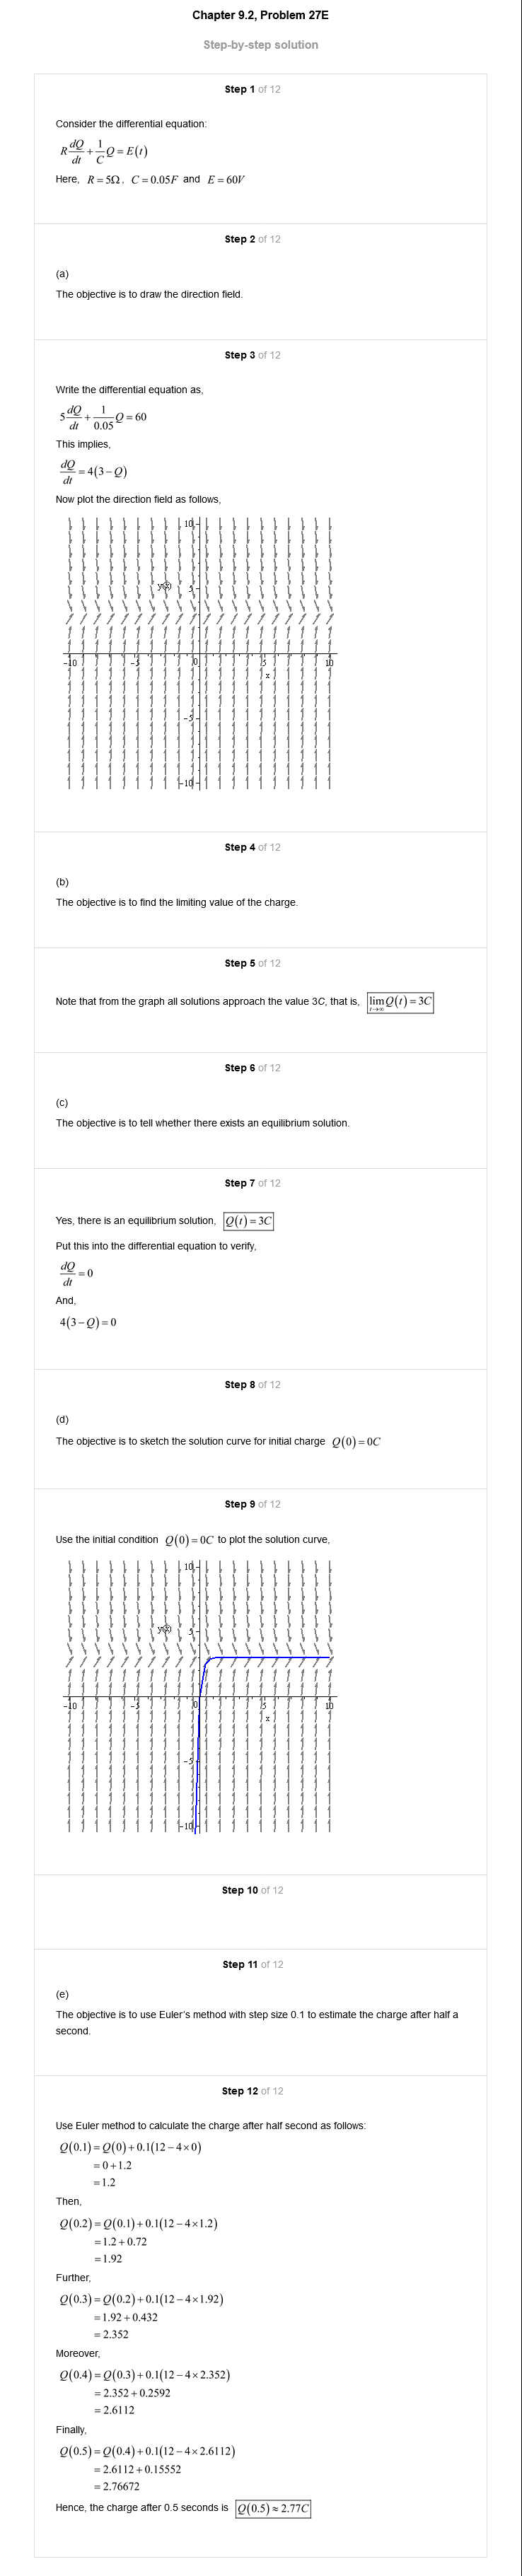 Chapter 9.2, Problem 27E
Step-by-step solution
Step 1 of 12
Consider the differential equation:
R dQ/dt + 1/C Q = E(t)
Here, R = 5Ω, C = 0.05F and E = 60V
Step 2 of 12
(a)
The objective is to draw the direction field.
Step 3 of 12
Write the differential equation as,
5 dQ/dt + 1/0.05 Q = 60
This implies,
dQ/dt = 4(3 − Q)
Now plot the direction field as follows,
10
y(x)
5
−10
−5
0
5
10
x
−5
−10
Step 4 of 12
(b)
The objective is to find the limiting value of the charge.
Step 5 of 12
Note that from the graph all solutions approach the value 3C, that is, lim t→∞ Q(t) = 3C
Step 6 of 12
(c)
The objective is to tell whether there exists an equilibrium solution.
Step 7 of 12
Yes, there is an equilibrium solution, Q(t) = 3C
Put this into the differential equation to verify,
dQ/dt = 0
And,
4(3 − Q) = 0
Step 8 of 12
(d)
The objective is to sketch the solution curve for initial charge Q(0) = 0C
Step 9 of 12
Use the initial condition Q(0) = 0C to plot the solution curve,
10
y(x)
5
−10
−5
0
5
10
x
−5
−10
Step 10 of 12
Step 11 of 12
(e)
The objective is to use Euler's method with step size 0.1 to estimate the charge after half a
second.
Step 12 of 12
Use Euler method to calculate the charge after half second as follows:
Q(0.1) = Q(0) + 0.1(12 − 4×0)
= 0 + 1.2
= 1.2
Then,
Q(0.2) = Q(0.1) + 0.1(12 − 4×1.2)
= 1.2 + 0.72
= 1.92
Further,
Q(0.3) = Q(0.2) + 0.1(12 − 4×1.92)
= 1.92 + 0.432
= 2.352
Moreover,
Q(0.4) = Q(0.3) + 0.1(12 − 4×2.352)
= 2.352 + 0.2592
= 2.6112
Finally,
Q(0.5) = Q(0.4) + 0.1(12 − 4×2.6112)
= 2.6112 + 0.15552
= 2.76672
Hence, the charge after 0.5 seconds is Q(0.5) ≈ 2.77C